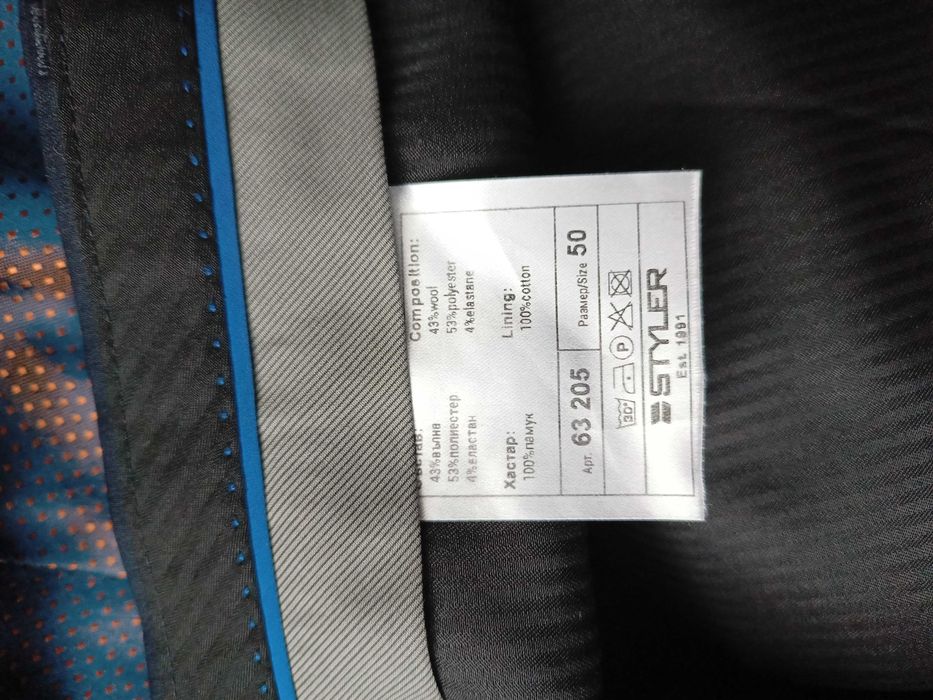 Composition:
43%вълна
43%wool
53%полиестер
53%polyester
4%еластан
4%elastane
Хастар:
Lining:
100%памук
100%cotton
Арт. 63 205
Размер/Size 50
30°
P
STYLER
Est. 1991